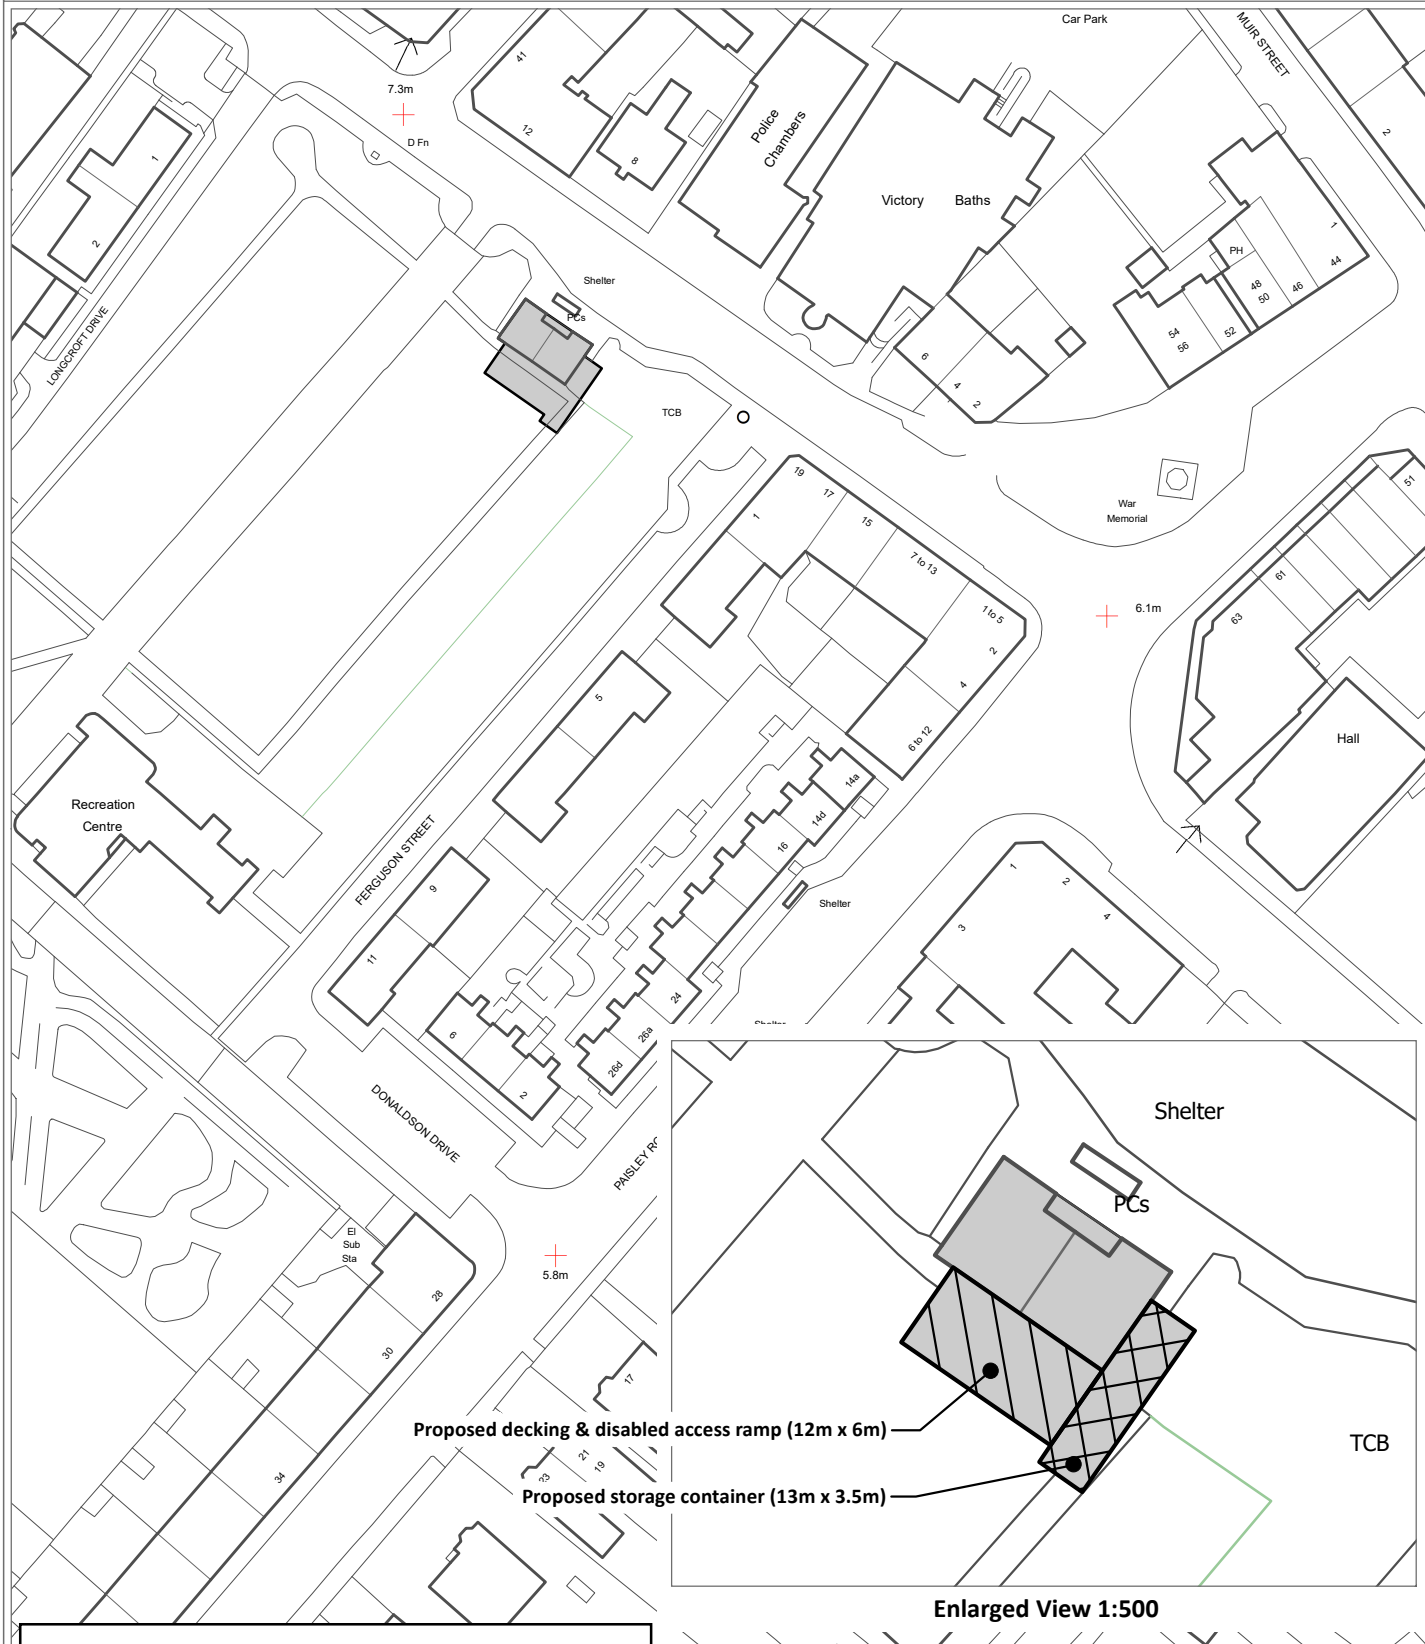 Car Park
MUIR STREET
7.3m
D Fn
41
12
8
Police
Chambers
Victory Baths
2
1
2
LONGCROFT DRIVE
Shelter
PCs
TCB
6
4
2
PH
1
44
46
48
50
52
54
56
War
Memorial
51
61
63
6.1m
Hall
19
17
15
7 to 13
1 to 5
2
4
6 to 12
1
5
9
11
FERGUSON STREET
Recreation
Centre
14a
14d
16
24
26a
26d
Shelter
Shelter
6
2
1
2
4
3
DONALDSON DRIVE
El
Sub
Sta
5.8m
28
30
34
17
19
21
23
Shelter
PCs
TCB
Proposed decking & disabled access ramp (12m x 6m)
Proposed storage container (13m x 3.5m)
Enlarged View 1:500